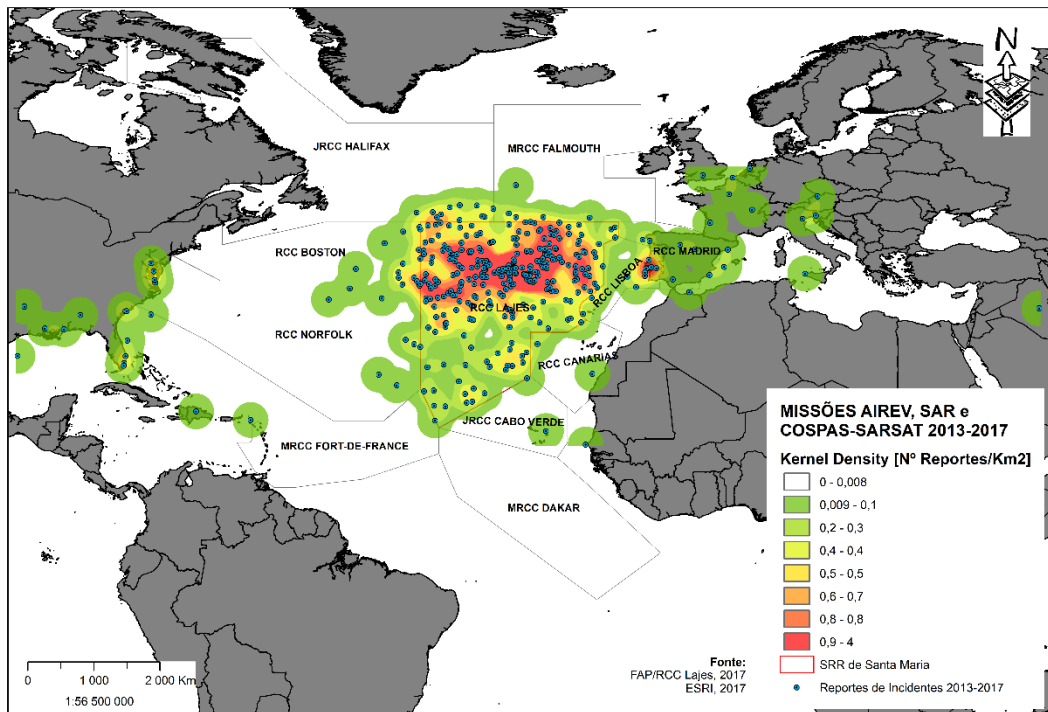 N
JRCC HALIFAX
MRCC FALMOUTH
RCC BOSTON
RCC MADRID
RCC LISBOA
RCC LAJES
RCC NORFOLK
RCC CANARIAS
JRCC CABO VERDE
MRCC FORT-DE-FRANCE
MRCC DAKAR
MISSÕES AIREV, SAR e
COSPAS-SARSAT 2013-2017
Kernel Density [Nº Reportes/Km2]
0 - 0,008
0,009 - 0,1
0,2 - 0,3
0,4 - 0,4
0,5 - 0,5
0,6 - 0,7
0,8 - 0,8
0,9 - 4
SRR de Santa Maria
Reportes de Incidentes 2013-2017
Fonte:
FAP/RCC Lajes, 2017
ESRI, 2017
0 1 000 2 000 Km
1:56 500 000